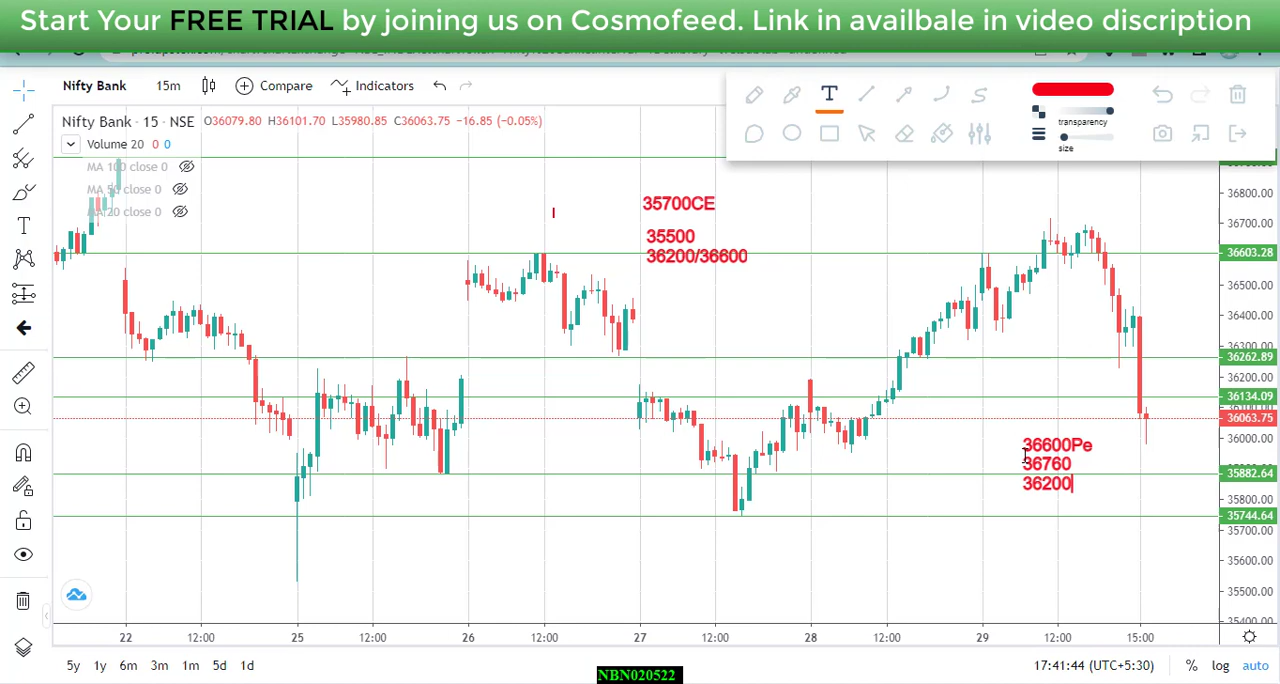 Start Your FREE TRIAL by joining us on Cosmofeed. Link in availbale in video discription
Nifty Bank 15m Compare Indicators
transparency
size
Nifty Bank · 15 · NSE O36079.80 H36101.70 L35980.85 C36063.75 −16.85 (−0.05%)
Volume 20 0 0
MA 100 close 0
MA 50 close 0
MA 20 close 0
35700CE
35500
36200/36600
36600Pe
36760
36200
36800.00
36700.00
36603.28
36500.00
36400.00
36300.00
36262.89
36200.00
36134.09
36063.75
36000.00
35882.64
35800.00
35744.64
35700.00
35600.00
35500.00
35400.00
22 12:00 25 12:00 26 12:00 27 12:00 28 12:00 29 12:00 15:00
5y 1y 6m 3m 1m 5d 1d 17:41:44 (UTC+5:30) % log auto
NBN020522